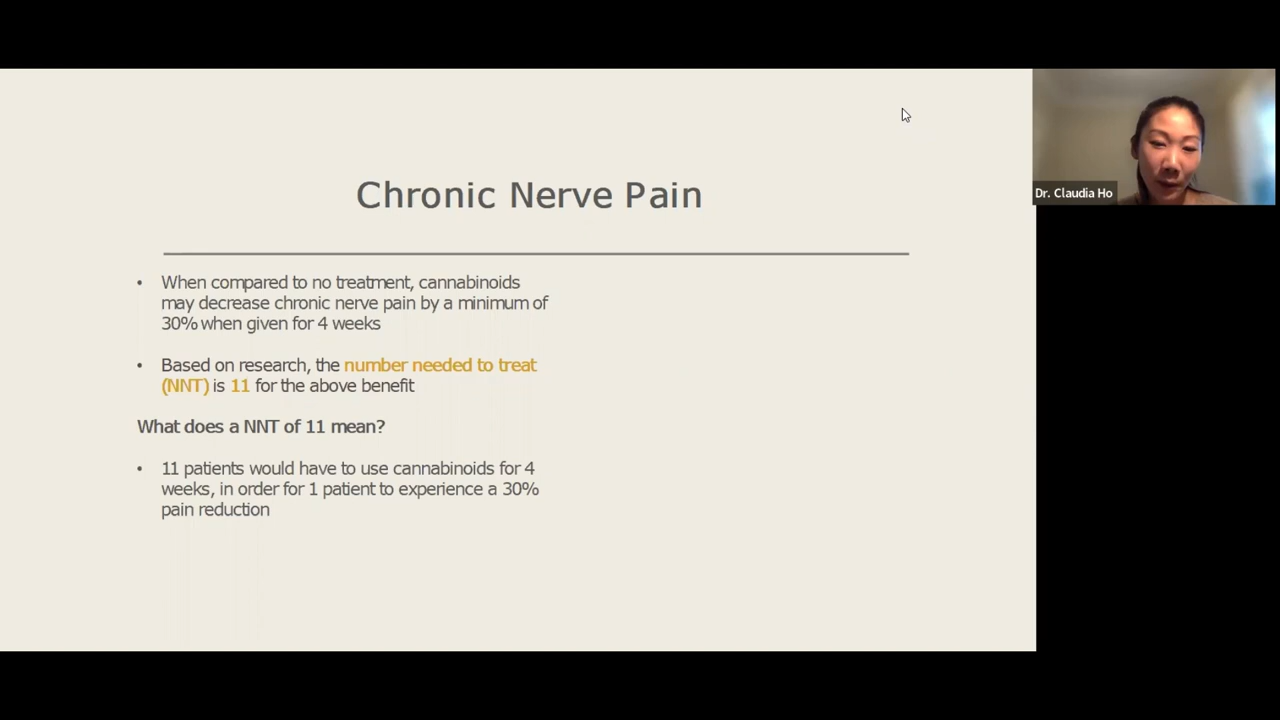 Chronic Nerve Pain
• When compared to no treatment, cannabinoids
may decrease chronic nerve pain by a minimum of
30% when given for 4 weeks
• Based on research, the number needed to treat
(NNT) is 11 for the above benefit
What does a NNT of 11 mean?
• 11 patients would have to use cannabinoids for 4
weeks, in order for 1 patient to experience a 30%
pain reduction
Dr. Claudia Ho